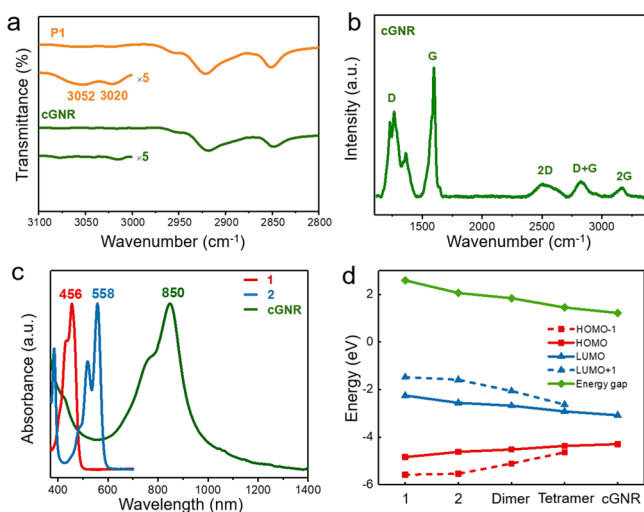 a
P1
×5
3052 3020
cGNR
×5
Transmittance (%)
3100 3050 3000 2950 2900 2850 2800
Wavenumber (cm⁻¹)
b
cGNR
G
D
2D
D+G
2G
Intensity (a.u.)
1500 2000 2500 3000
Wavenumber (cm⁻¹)
c
456 558 850
1
2
cGNR
Absorbance (a.u.)
400 600 800 1000 1200 1400
Wavelength (nm)
d
2
0
-2
-4
-6
Energy (eV)
HOMO-1
HOMO
LUMO
LUMO+1
Energy gap
1 2 Dimer Tetramer cGNR